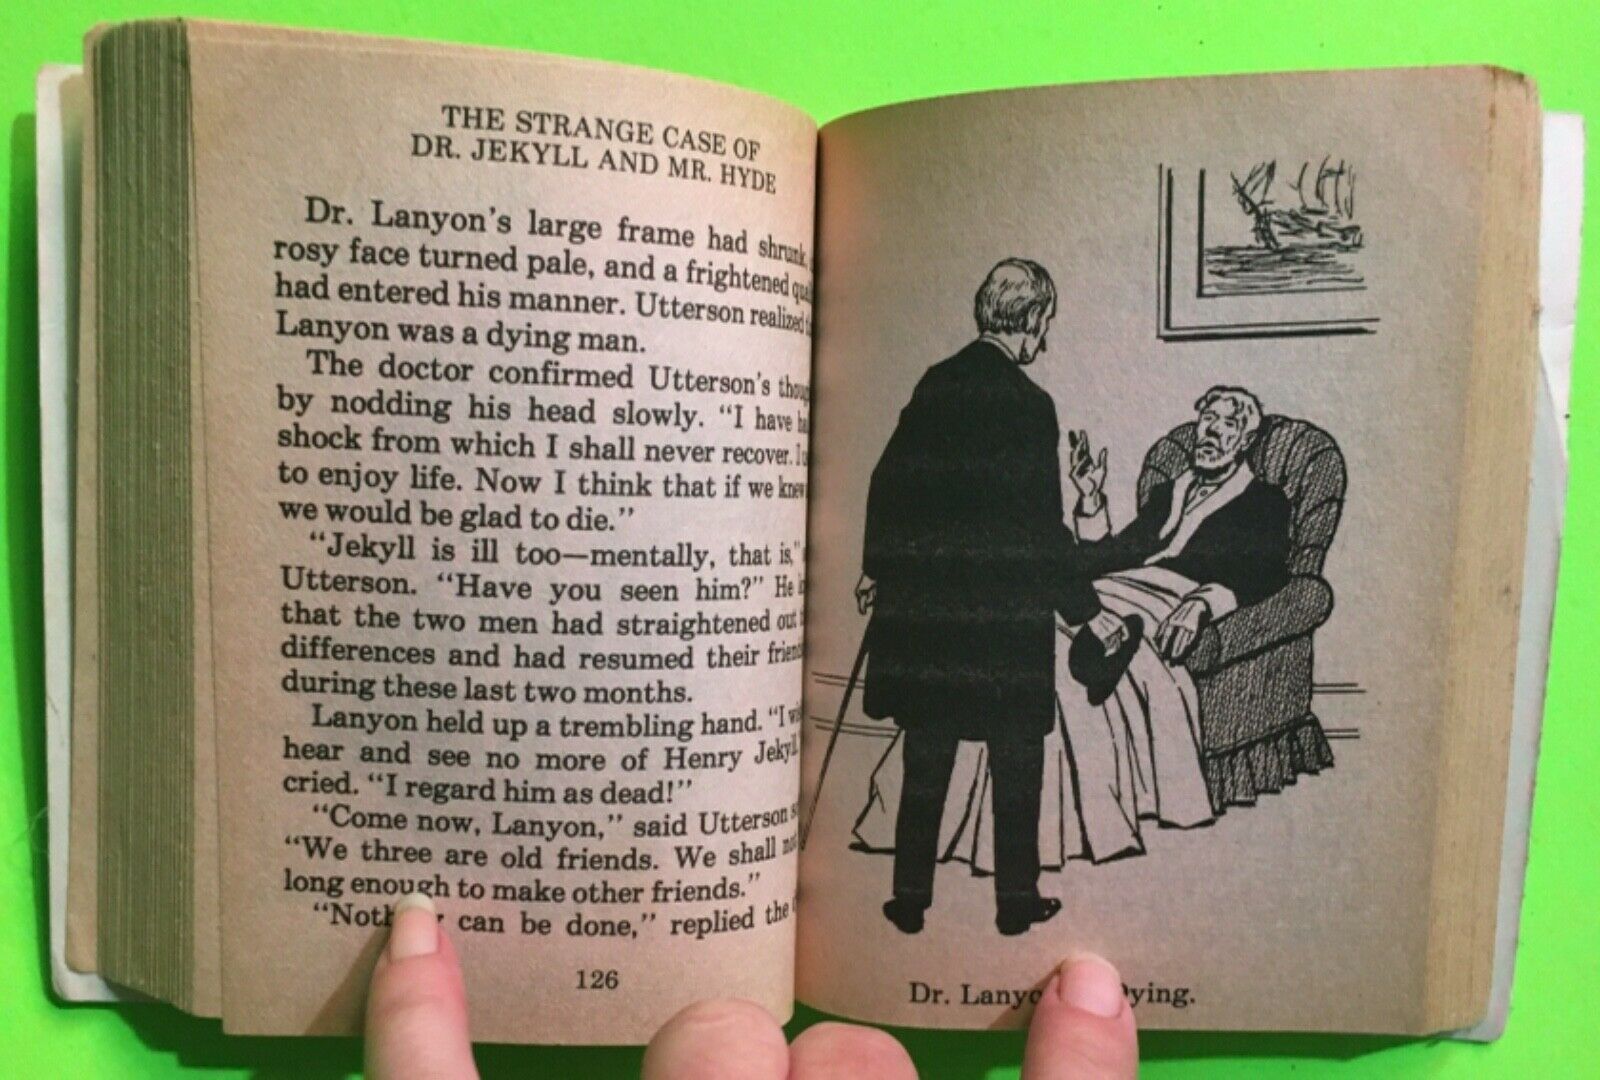 THE STRANGE CASE OF
DR. JEKYLL AND MR. HYDE
Dr. Lanyon's large frame had shrunk,
rosy face turned pale, and a frightened
had entered his manner. Utterson realized
Lanyon was a dying man.
The doctor confirmed Utterson's
by nodding his head slowly. "I have
shock from which I shall never recover. I
to enjoy life. Now I think that if we knew
we would be glad to die."
"Jekyll is ill too—mentally, that is,"
Utterson. "Have you seen him?" He
that the two men had straightened out
differences and had resumed their
during these last two months.
Lanyon held up a trembling hand. "I
hear and see no more of Henry Jekyll
cried. "I regard him as dead!"
"Come now, Lanyon," said Utterson
"We three are old friends. We shall
long enough to make other friends."
can be done," replied the
126
Dr.